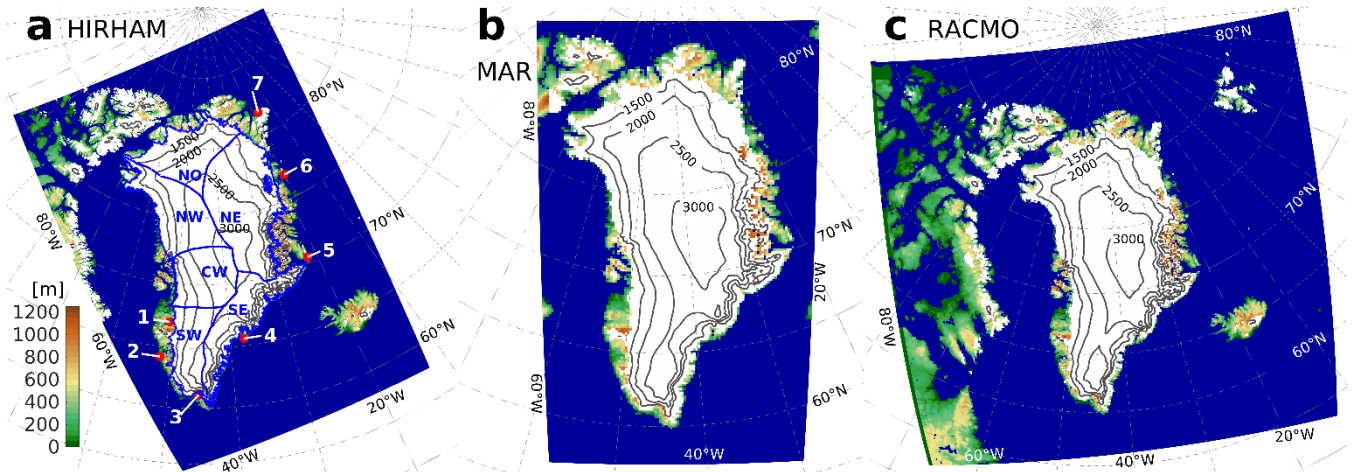 a HIRHAM
7
80°N
1500
2000
NO
6
2500
NW
NE
3000
70°N
80°W
CW
5
[m]
1200
1000
800
600
400
200
0
1
SE
SW
4
2
60°N
60°W
3
20°W
40°W
b
MAR
80°N
1500
2000
80°W
2500
3000
70°N
20°W
60°W
60°N
40°W
c RACMO
80°N
1500
2000
2500
70°N
3000
80°W
60°N
60°W
20°W
40°W